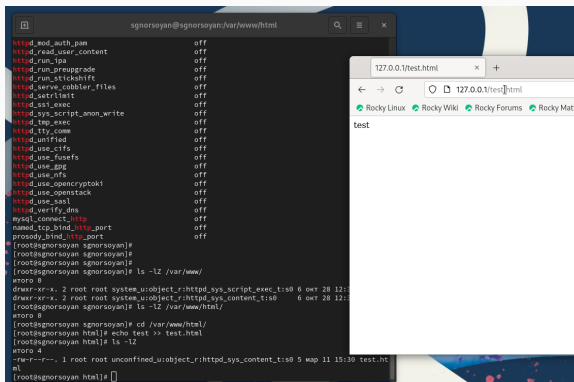 sgnorsoyan@sgnorsoyan:/var/www/html
httpd_mod_auth_pam off
httpd_read_user_content off
httpd_run_ipa off
httpd_run_preupgrade off
httpd_run_stickshift off
httpd_serve_cobbler_files off
httpd_setrlimit off
httpd_ssi_exec off
httpd_sys_script_anon_write off
httpd_tmp_exec off
httpd_tty_comm off
httpd_unified off
httpd_use_cifs off
httpd_use_fusefs off
httpd_use_gpg off
httpd_use_nfs off
httpd_use_opencryptoki off
httpd_use_openstack off
httpd_use_sasl off
httpd_verify_dns off
mysql_connect_http off
named_tcp_bind_http_port off
prosody_bind_http_port off
[root@sgnorsoyan sgnorsoyan]#
[root@sgnorsoyan sgnorsoyan]#
[root@sgnorsoyan sgnorsoyan]# ls -lZ /var/www/
итого 0
drwxr-xr-x. 2 root root system_u:object_r:httpd_sys_script_exec_t:s0 6 окт 28 12:3
drwxr-xr-x. 2 root root system_u:object_r:httpd_sys_content_t:s0 6 окт 28 12:3
[root@sgnorsoyan sgnorsoyan]# ls -lZ /var/www/html/
итого 0
[root@sgnorsoyan sgnorsoyan]# cd /var/www/html/
[root@sgnorsoyan html]# echo test >> test.html
[root@sgnorsoyan html]# ls -lZ
итого 4
-rw-r--r--. 1 root root unconfined_u:object_r:httpd_sys_content_t:s0 5 мар 11 15:30 test.ht
ml
[root@sgnorsoyan html]#
127.0.0.1/test.html
127.0.0.1/test.html
Rocky Linux Rocky Wiki Rocky Forums Rocky Mat
test